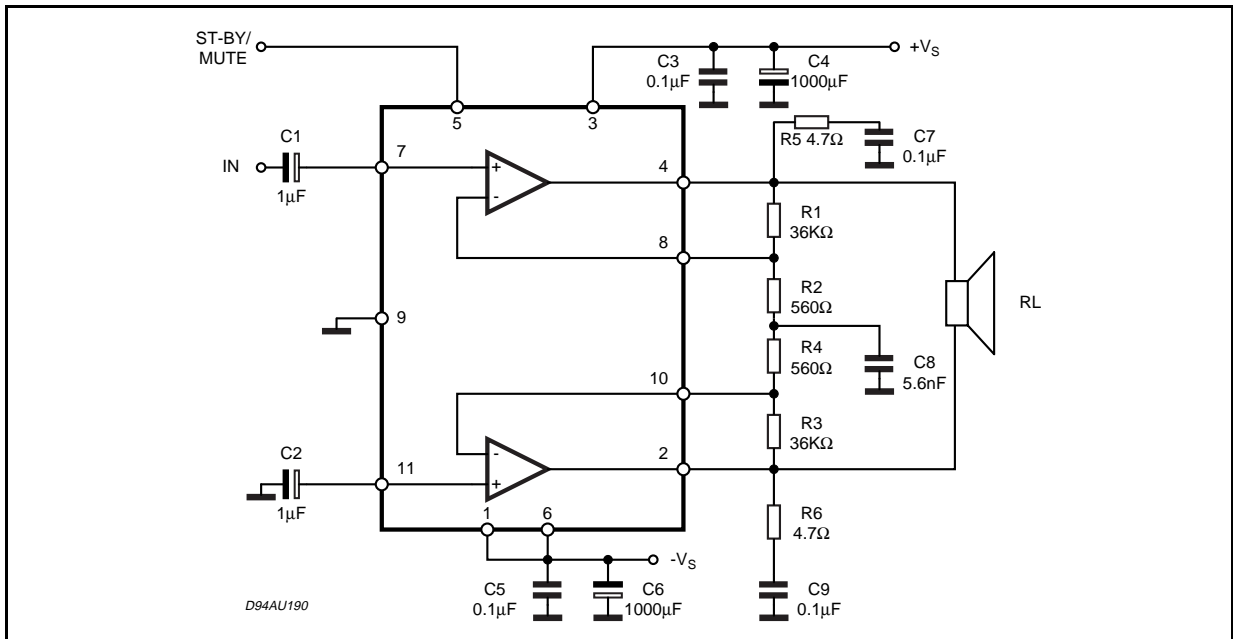 ST-BY/
MUTE
C3
0.1µF
C4
1000µF
+VS
5
3
C1
IN
1µF
7
+
-
4
R5 4.7Ω
C7
0.1µF
R1
36KΩ
8
R2
560Ω
RL
9
R4
560Ω
C8
5.6nF
10
R3
36KΩ
C2
1µF
11
-
+
2
1
6
R6
4.7Ω
-VS
C5
0.1µF
C6
1000µF
C9
0.1µF
D94AU190